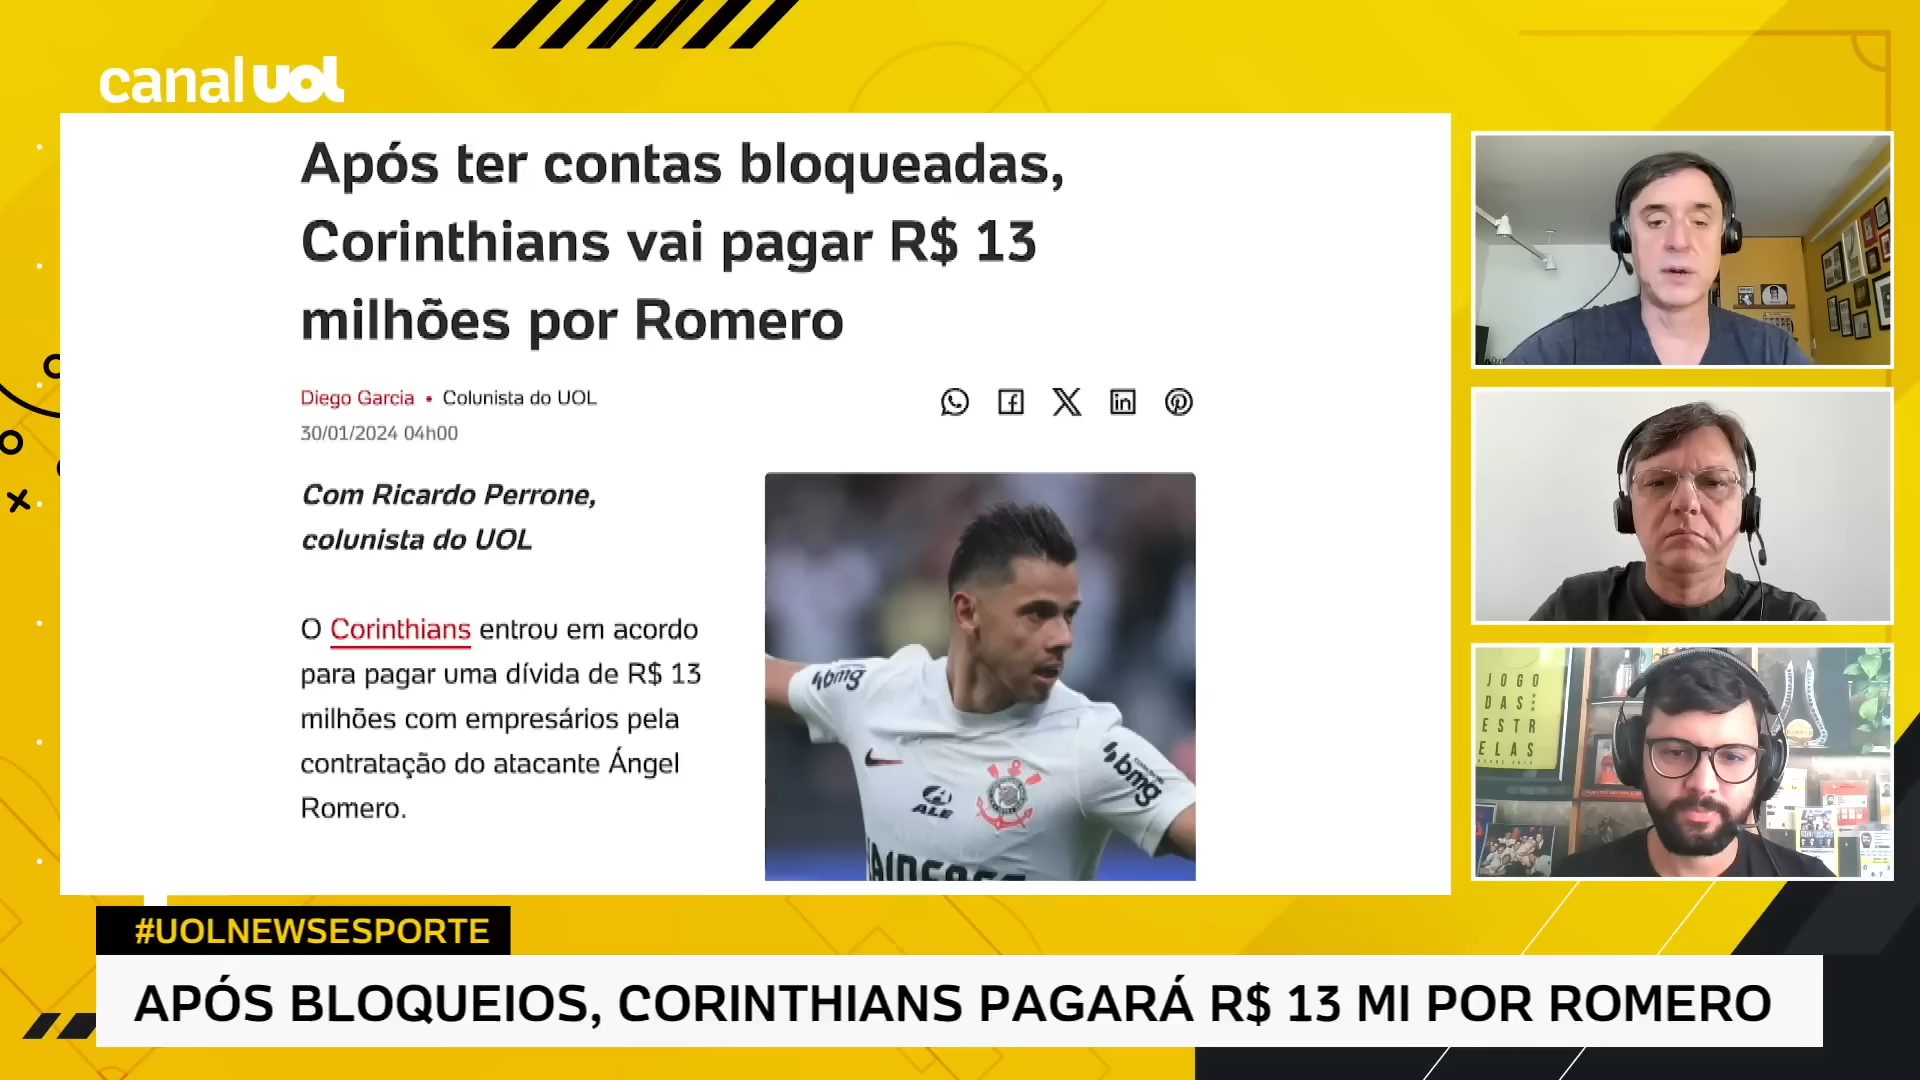 canal uol
Após ter contas bloqueadas,
Corinthians vai pagar R$ 13
milhões por Romero
Diego Garcia • Colunista do UOL
30/01/2024 04h00
Com Ricardo Perrone,
colunista do UOL
O Corinthians entrou em acordo
para pagar uma dívida de R$ 13
milhões com empresários pela
contratação do atacante Ángel
Romero.
bmg
bmg
ALE
JOGO
DAS
ESTR
ELAS
#UOLNEWSESPORTE
APÓS BLOQUEIOS, CORINTHIANS PAGARÁ R$ 13 MI POR ROMERO